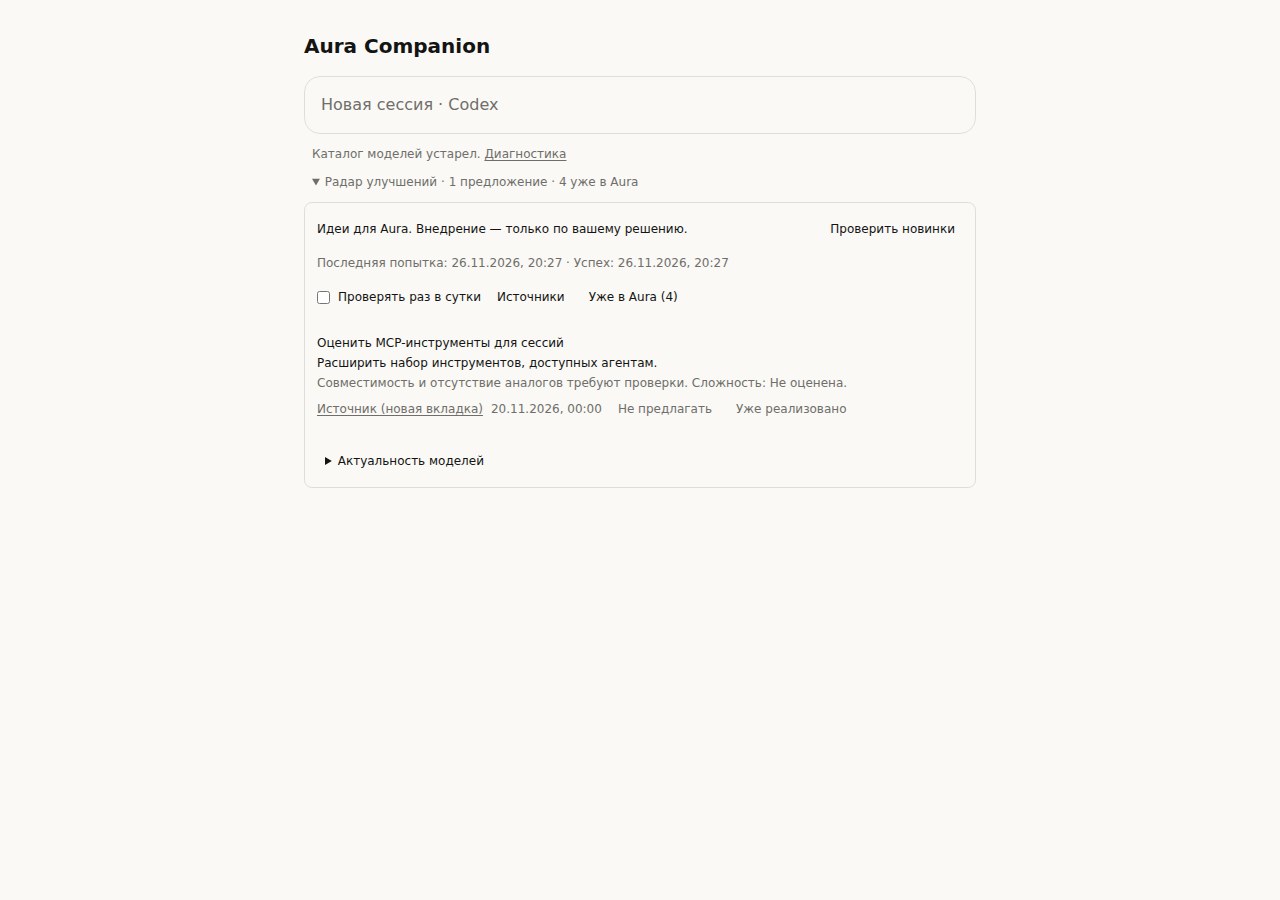 Aura Companion
Новая сессия · Codex
Каталог моделей устарел. Диагностика
▼ Радар улучшений · 1 предложение · 4 уже в Aura
Идеи для Aura. Внедрение — только по вашему решению. Проверить новинки
Последняя попытка: 26.11.2026, 20:27 · Успех: 26.11.2026, 20:27
Проверять раз в сутки Источники Уже в Aura (4)
Оценить MCP-инструменты для сессий
Расширить набор инструментов, доступных агентам.
Совместимость и отсутствие аналогов требуют проверки. Сложность: Не оценена.
Источник (новая вкладка) 20.11.2026, 00:00 Не предлагать Уже реализовано
▶ Актуальность моделей